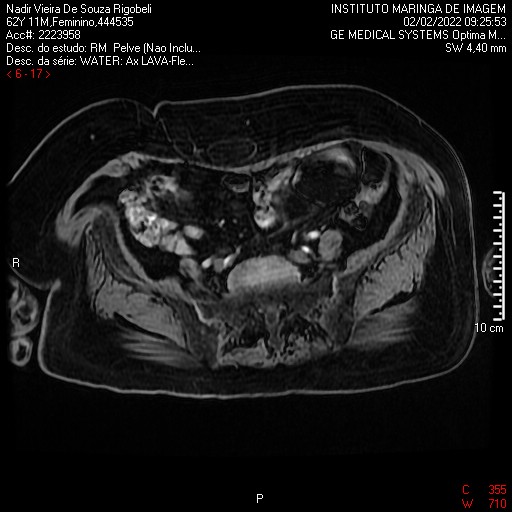 Nadir Vieira De Souza Rigobeli
62Y 11M,Feminino,444535
Acc#: 2223958
Desc. do estudo: RM Pelve (Nao Inclu...
Desc. da série: WATER: Ax LAVA-Fle...
< 6 - 17 >
INSTITUTO MARINGA DE IMAGEM
02/02/2022 09:25:53
GE MEDICAL SYSTEMS Optima M...
SW 4,40 mm
R
10 cm
P
C 355
W 710